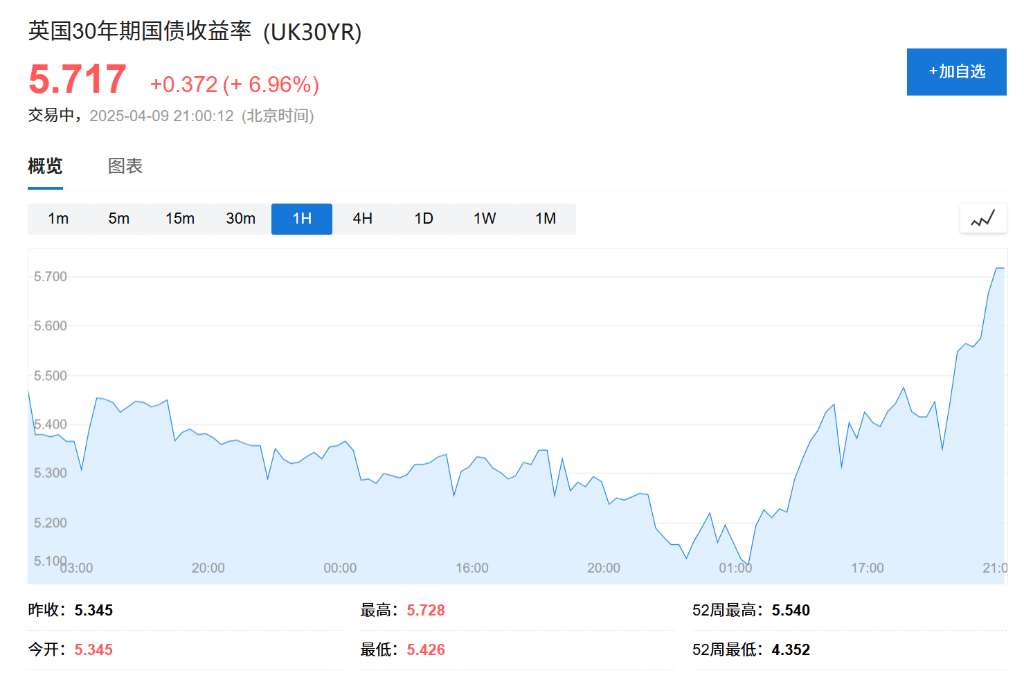 英国30年期国债收益率 (UK30YR)
5.717 +0.372 (+ 6.96%)
+加自选
交易中，2025-04-09 21:00:12 (北京时间)
概览 图表
1m 5m 15m 30m 1H 4H 1D 1W 1M
5.700
5.600
5.500
5.400
5.300
5.200
5.100
03:00 20:00 00:00 16:00 20:00 01:00 17:00 21:0
昨收：5.345 最高：5.728 52周最高：5.540
今开：5.345 最低：5.426 52周最低：4.352